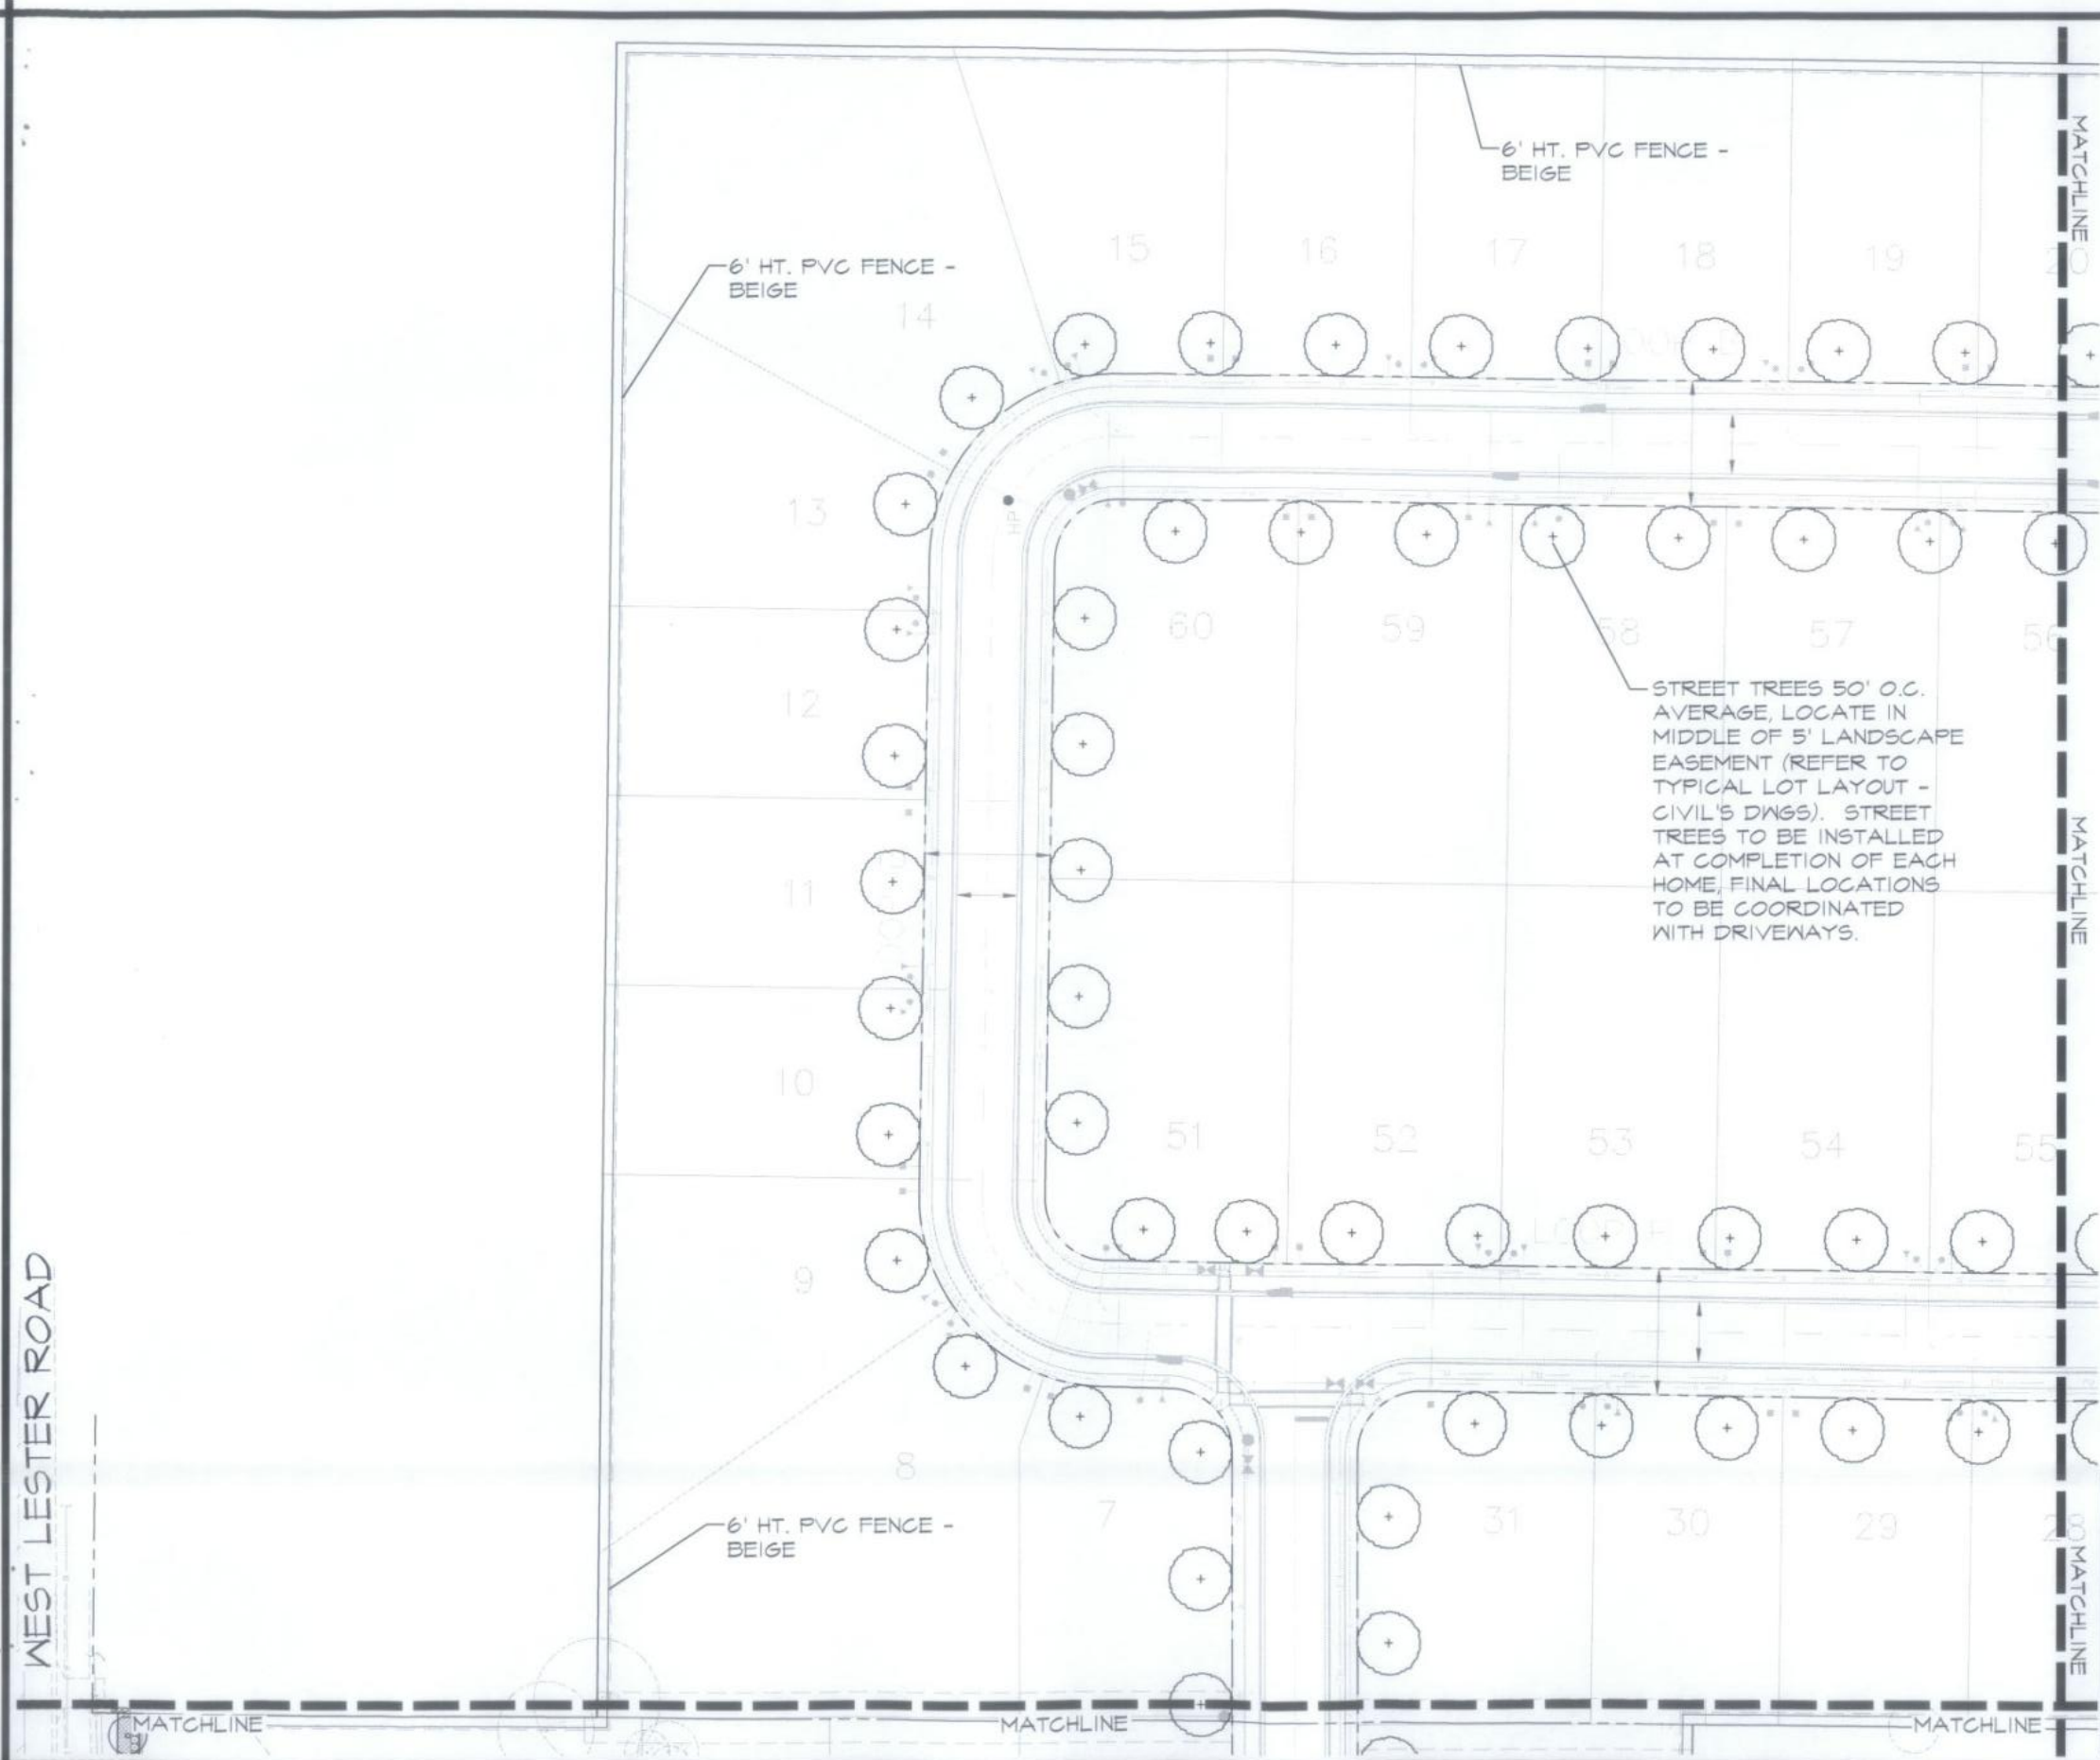 6' HT. PVC FENCE -
BEIGE
MATCHLINE
6' HT. PVC FENCE -
BEIGE
15
16
17
18
19
20
14
13
HP
60
59
58
57
56
STREET TREES 50' O.C.
AVERAGE, LOCATE IN
MIDDLE OF 5' LANDSCAPE
EASEMENT (REFER TO
TYPICAL LOT LAYOUT -
CIVIL'S DWGS). STREET
TREES TO BE INSTALLED
AT COMPLETION OF EACH
HOME, FINAL LOCATIONS
TO BE COORDINATED
WITH DRIVEWAYS.
12
11
MATCHLINE
10
51
52
53
54
55
9
WEST LESTER ROAD
8
7
31
30
29
28
6' HT. PVC FENCE -
BEIGE
MATCHLINE
MATCHLINE
MATCHLINE
MATCHLINE